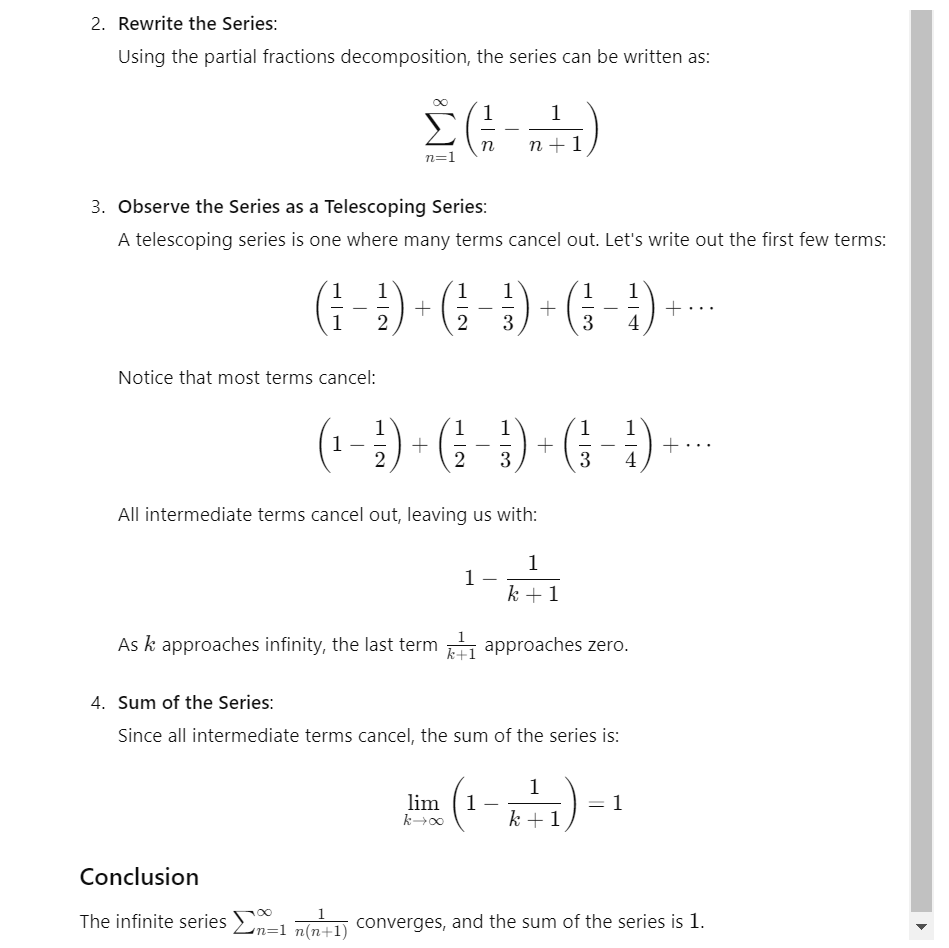 2. Rewrite the Series:
Using the partial fractions decomposition, the series can be written as:
$$\sum_{n=1}^{\infty} \left( \frac{1}{n} - \frac{1}{n+1} \right)$$
3. Observe the Series as a Telescoping Series:
A telescoping series is one where many terms cancel out. Let's write out the first few terms:
$$\left( \frac{1}{1} - \frac{1}{2} \right) + \left( \frac{1}{2} - \frac{1}{3} \right) + \left( \frac{1}{3} - \frac{1}{4} \right) + \cdots$$
Notice that most terms cancel:
$$\left( 1 - \frac{1}{2} \right) + \left( \frac{1}{2} - \frac{1}{3} \right) + \left( \frac{1}{3} - \frac{1}{4} \right) + \cdots$$
All intermediate terms cancel out, leaving us with:
$$1 - \frac{1}{k+1}$$
As $k$ approaches infinity, the last term $\frac{1}{k+1}$ approaches zero.
4. Sum of the Series:
Since all intermediate terms cancel, the sum of the series is:
$$\lim_{k \to \infty} \left( 1 - \frac{1}{k+1} \right) = 1$$
Conclusion
The infinite series $\sum_{n=1}^{\infty} \frac{1}{n(n+1)}$ converges, and the sum of the series is 1.